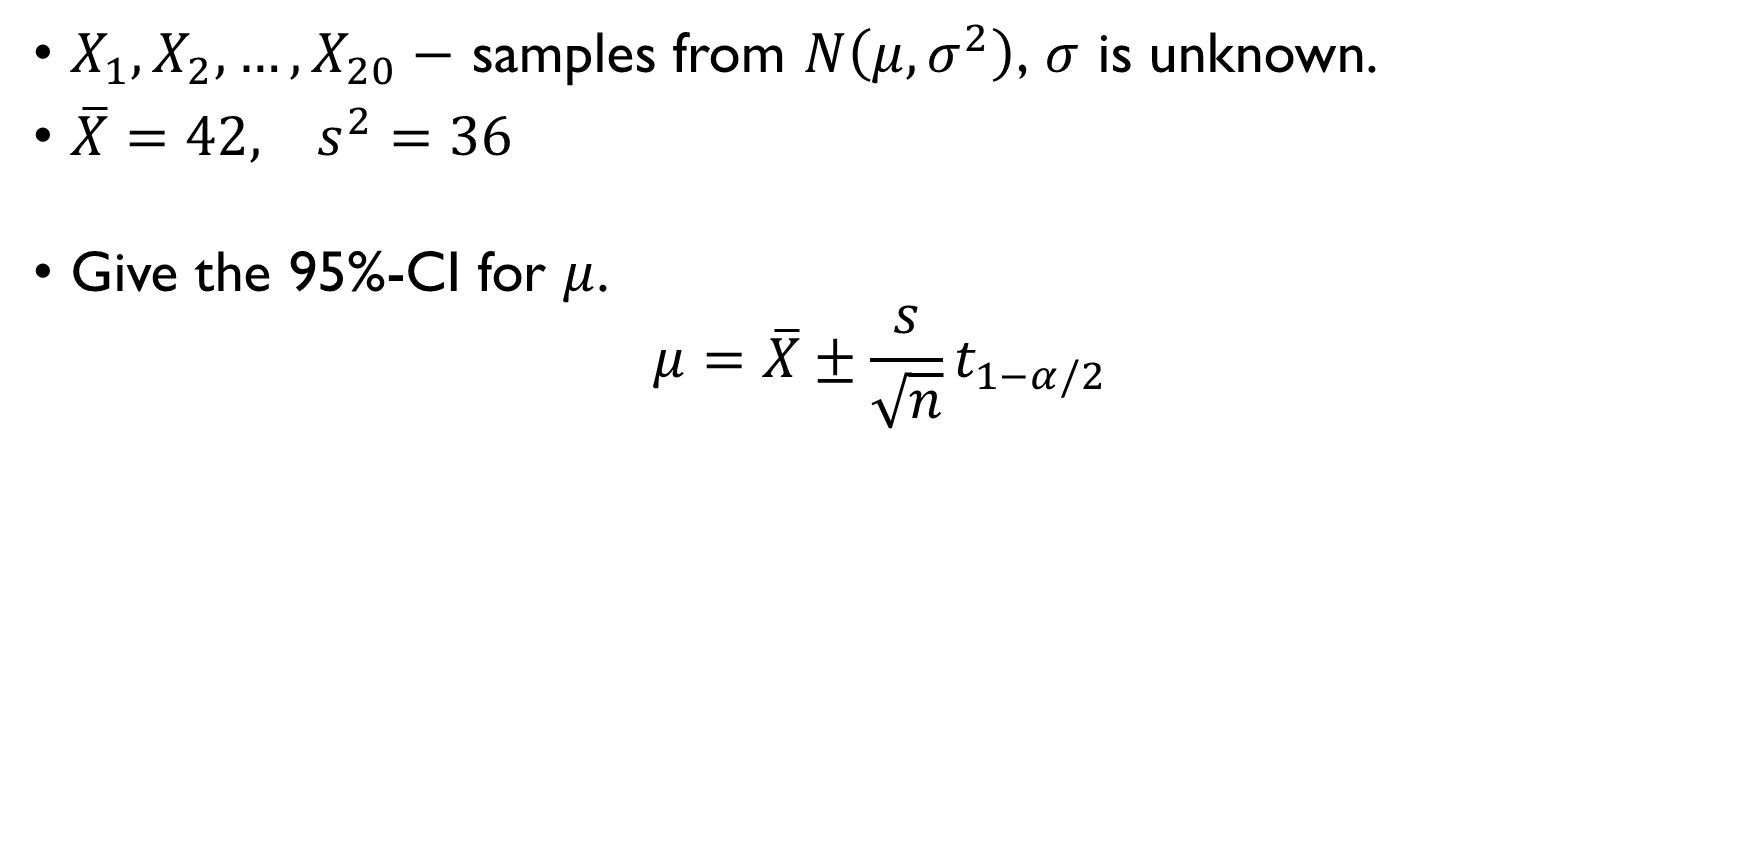 • X₁, X₂, … , X₂₀ − samples from N(μ, σ²), σ is unknown.
• X̄ = 42, s² = 36
• Give the 95%-CI for μ.
μ = X̄ ± s/√n t₁₋α/₂